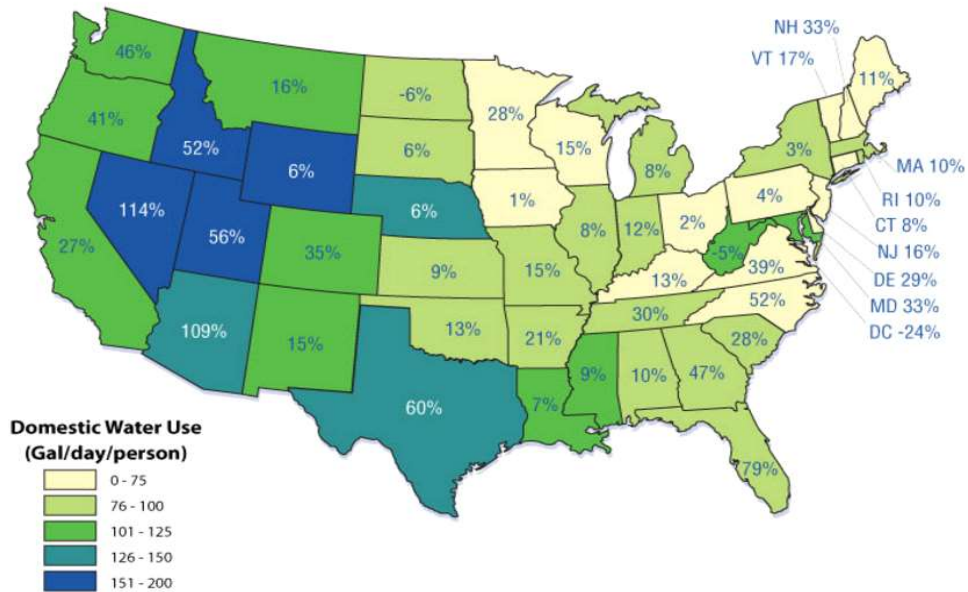 NH 33%
VT 17%
46%
16%
-6%
28%
11%
41%
52%
6%
6%
15%
8%
3%
MA 10%
RI 10%
CT 8%
NJ 16%
DE 29%
MD 33%
DC -24%
114%
56%
6%
1%
4%
27%
35%
9%
8%
12%
2%
-5%
39%
15%
13%
52%
109%
15%
13%
21%
30%
28%
60%
7%
9%
10%
47%
79%
Domestic Water Use
(Gal/day/person)
0 - 75
76 - 100
101 - 125
126 - 150
151 - 200